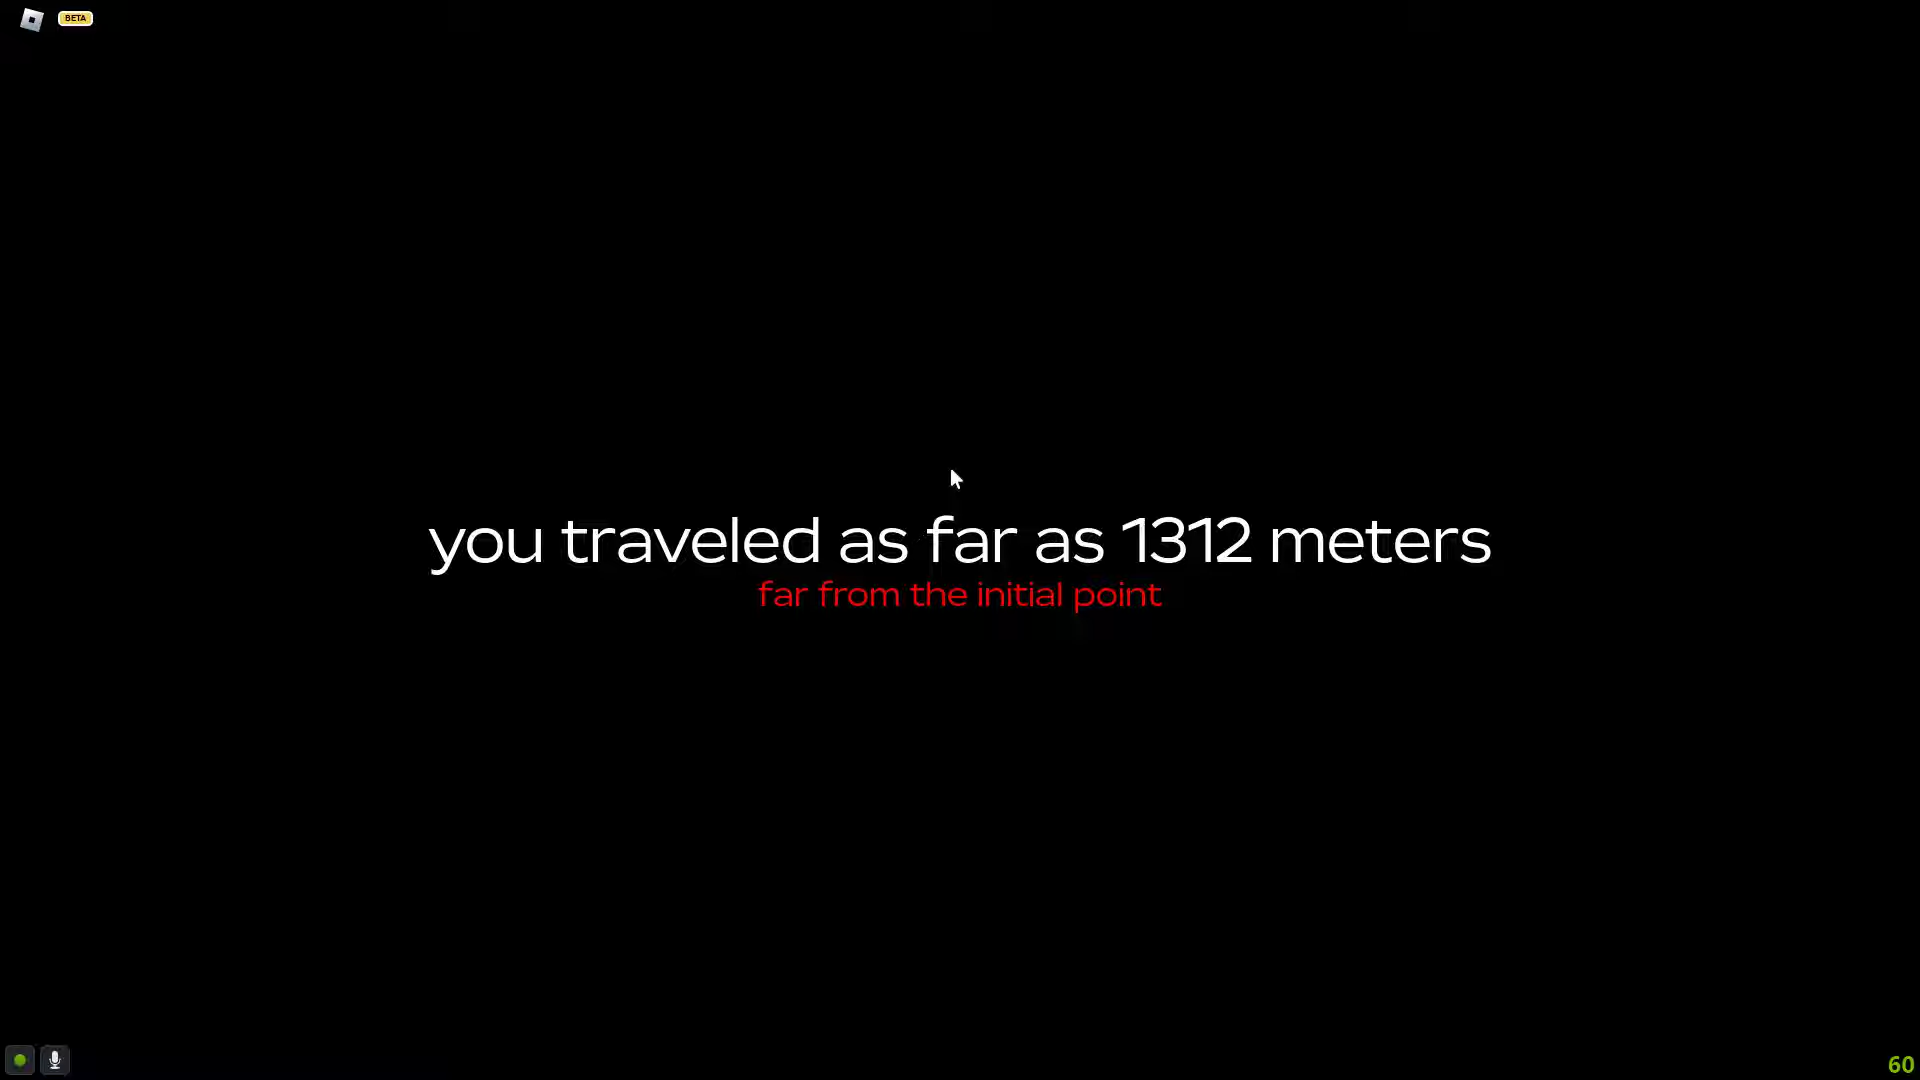 BETA
you traveled as far as 1312 meters
far from the initial point
60